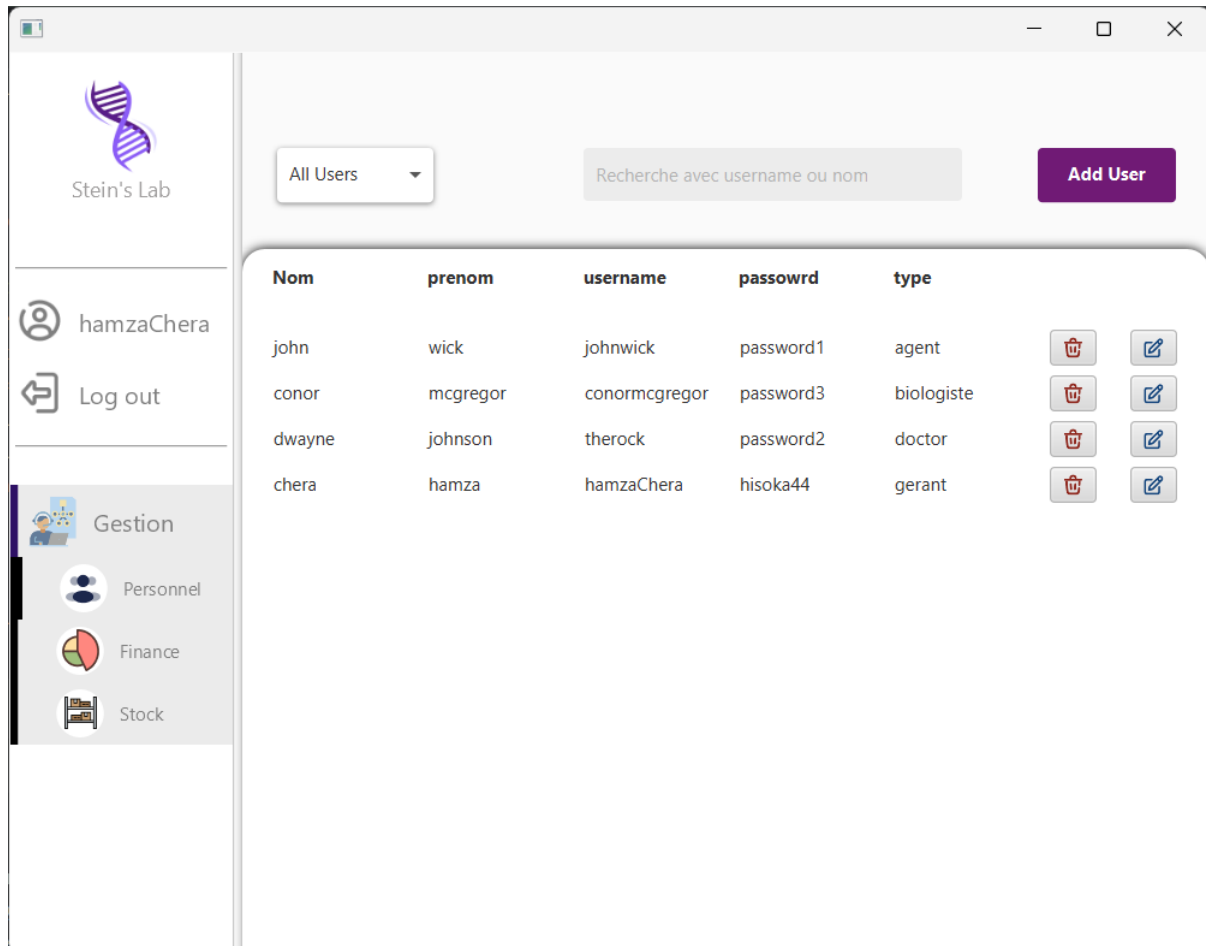 Stein's Lab
hamzaChera
Log out
Gestion
Personnel
Finance
Stock
All Users
Recherche avec username ou nom
Add User
Nom prenom username passowrd type
john wick johnwick password1 agent
conor mcgregor conormcgregor password3 biologiste
dwayne johnson therock password2 doctor
chera hamza hamzaChera hisoka44 gerant